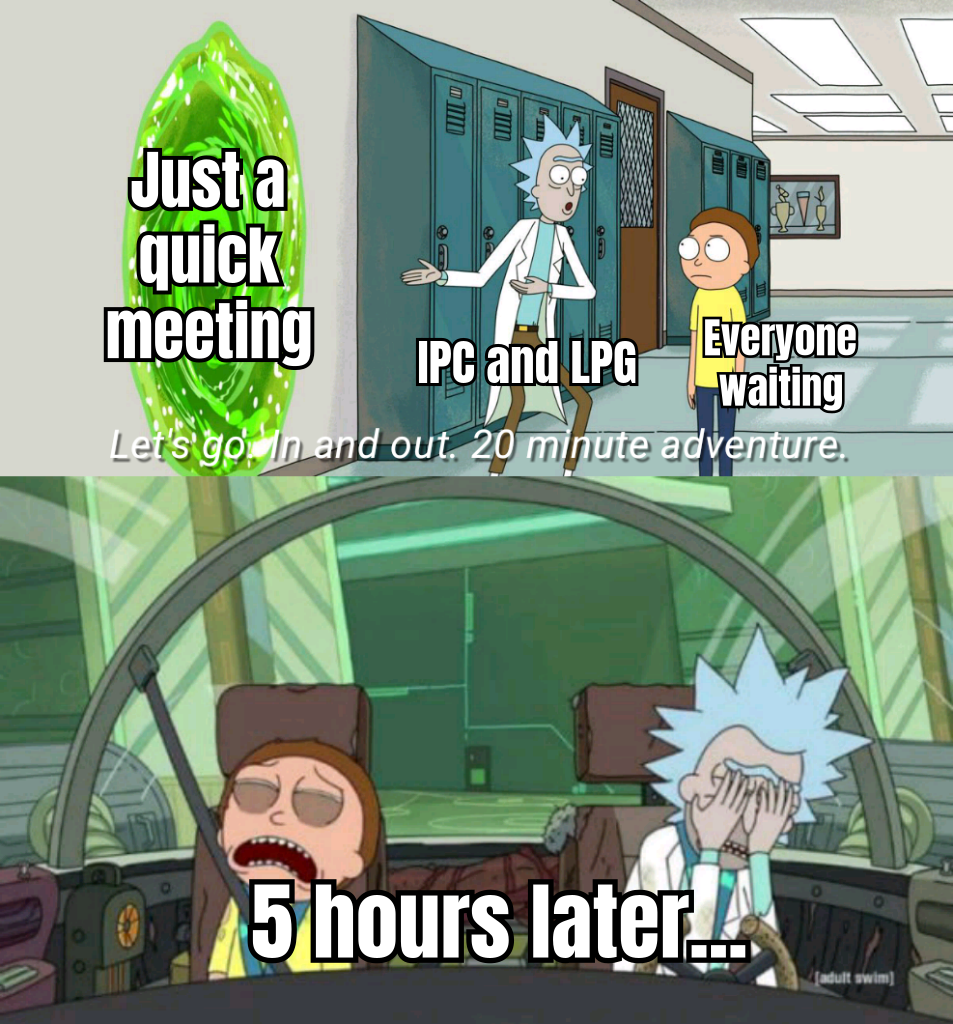 Just a
quick
meeting
IPC and LPG
Everyone
waiting
Let's go. In and out. 20 minute adventure.
5 hours later...
[adult swim]